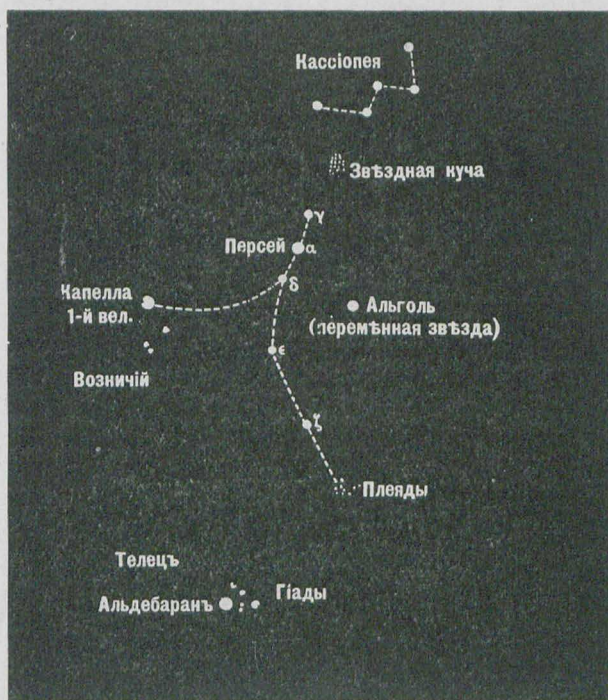 Кассіопея
Звѣздная куча
γ
Персей α
δ
Капелла
1-й вел.
Альголь
(перемѣнная звѣзда)
ε
Возничій
ζ
Плеяды
Телецъ
Альдебаранъ
Гіады